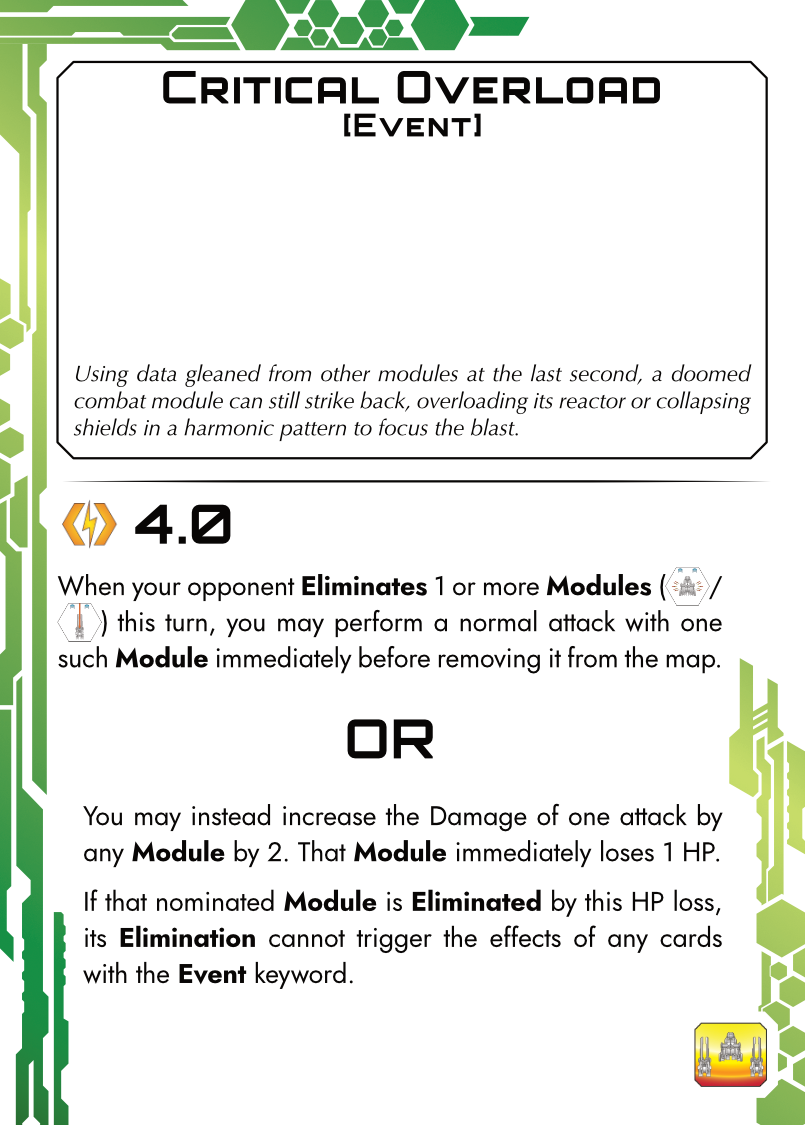 Critical Overload
[Event]
Using data gleaned from other modules at the last second, a doomed
combat module can still strike back, overloading its reactor or collapsing
shields in a harmonic pattern to focus the blast.
4.0
When your opponent Eliminates 1 or more Modules ( /
) this turn, you may perform a normal attack with one
such Module immediately before removing it from the map.
OR
You may instead increase the Damage of one attack by
any Module by 2. That Module immediately loses 1 HP.
If that nominated Module is Eliminated by this HP loss,
its Elimination cannot trigger the effects of any cards
with the Event keyword.